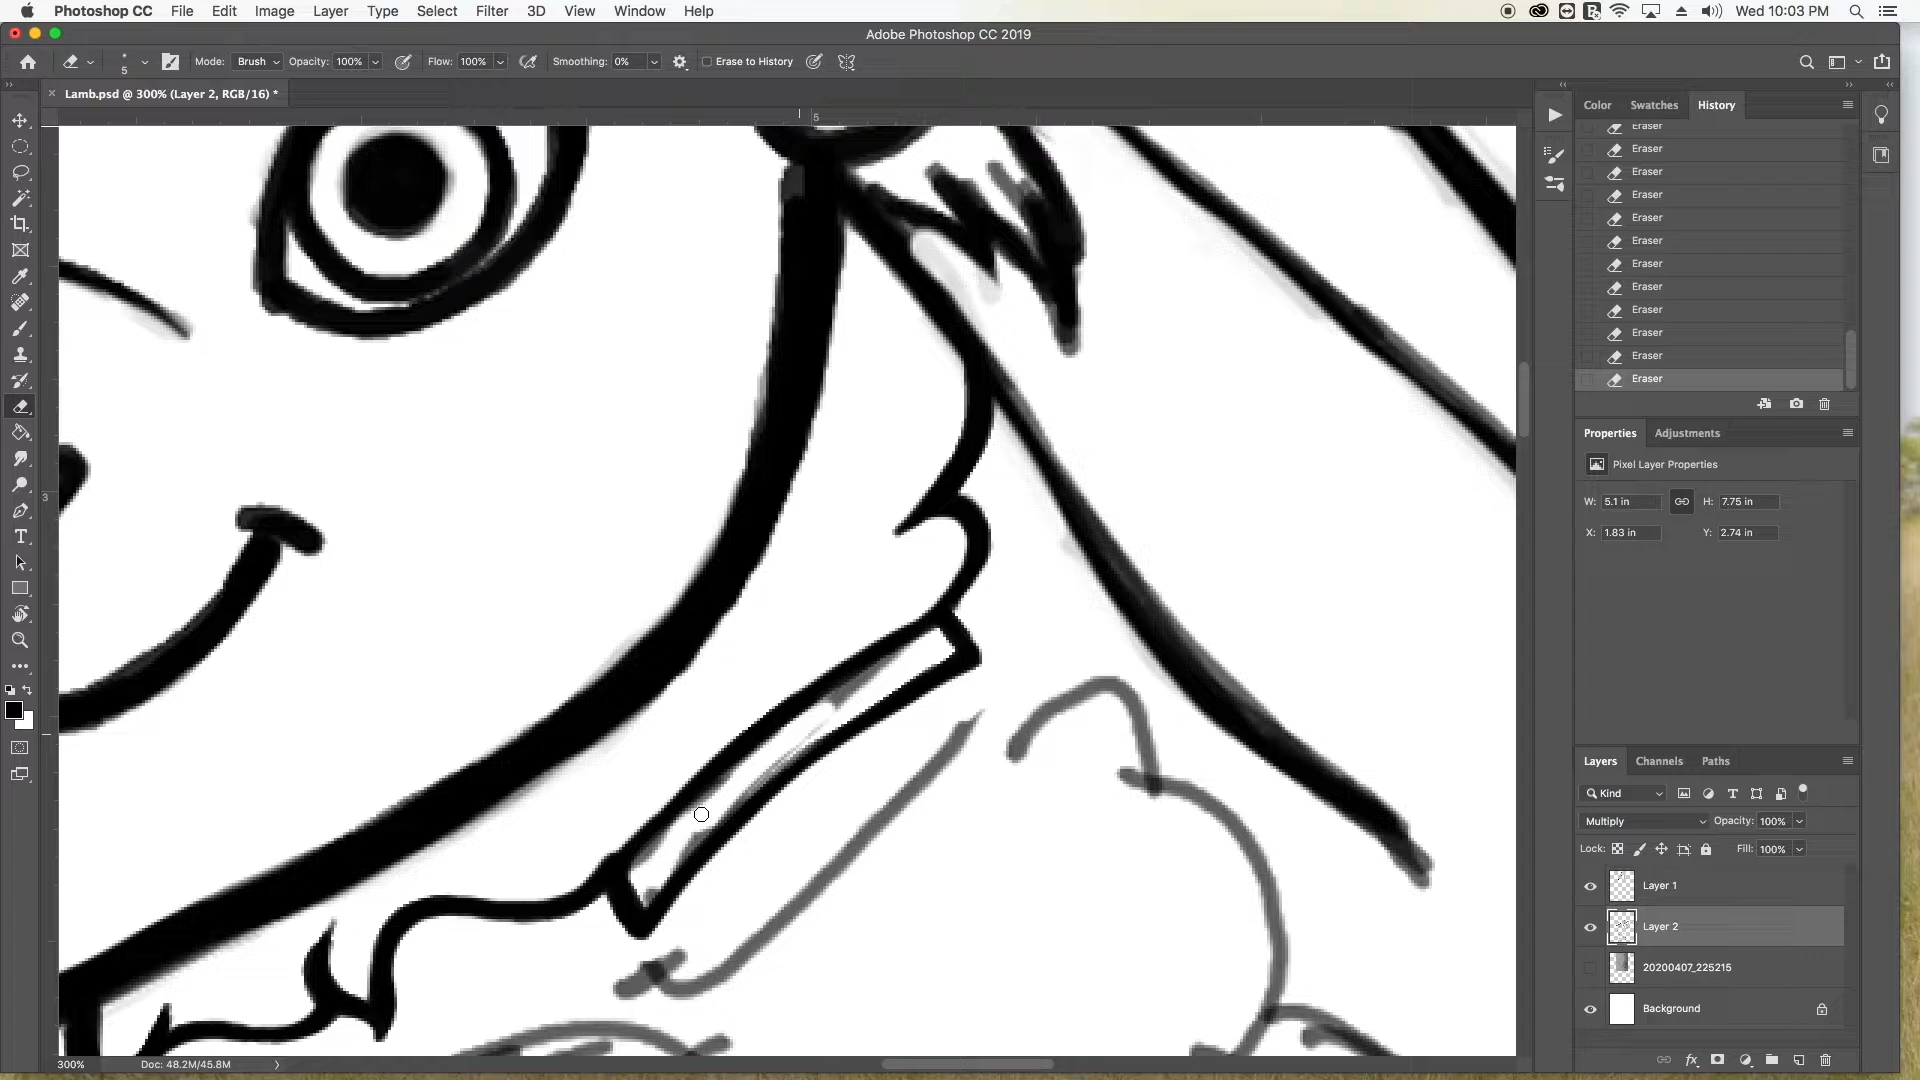 Photoshop CC File Edit Image Layer Type Select Filter 3D View Window Help Wed 10:03 PM
Adobe Photoshop CC 2019
5 Mode: Brush Opacity: 100% Flow: 100% Smoothing: 0% Erase to History
Lamb.psd @ 300% (Layer 2, RGB/16) *
Color Swatches History
5
Eraser
Eraser
Eraser
Eraser
Eraser
Eraser
Eraser
Eraser
Eraser
Eraser
Eraser
Eraser
Properties Adjustments
Pixel Layer Properties
3
W: 5.1 in H: 7.75 in
X: 1.83 in Y: 2.74 in
Layers Channels Paths
Kind
Multiply Opacity: 100%
Lock: Fill: 100%
Layer 1
Layer 2
20200407_225215
Background
300% Doc: 48.2M/45.8M